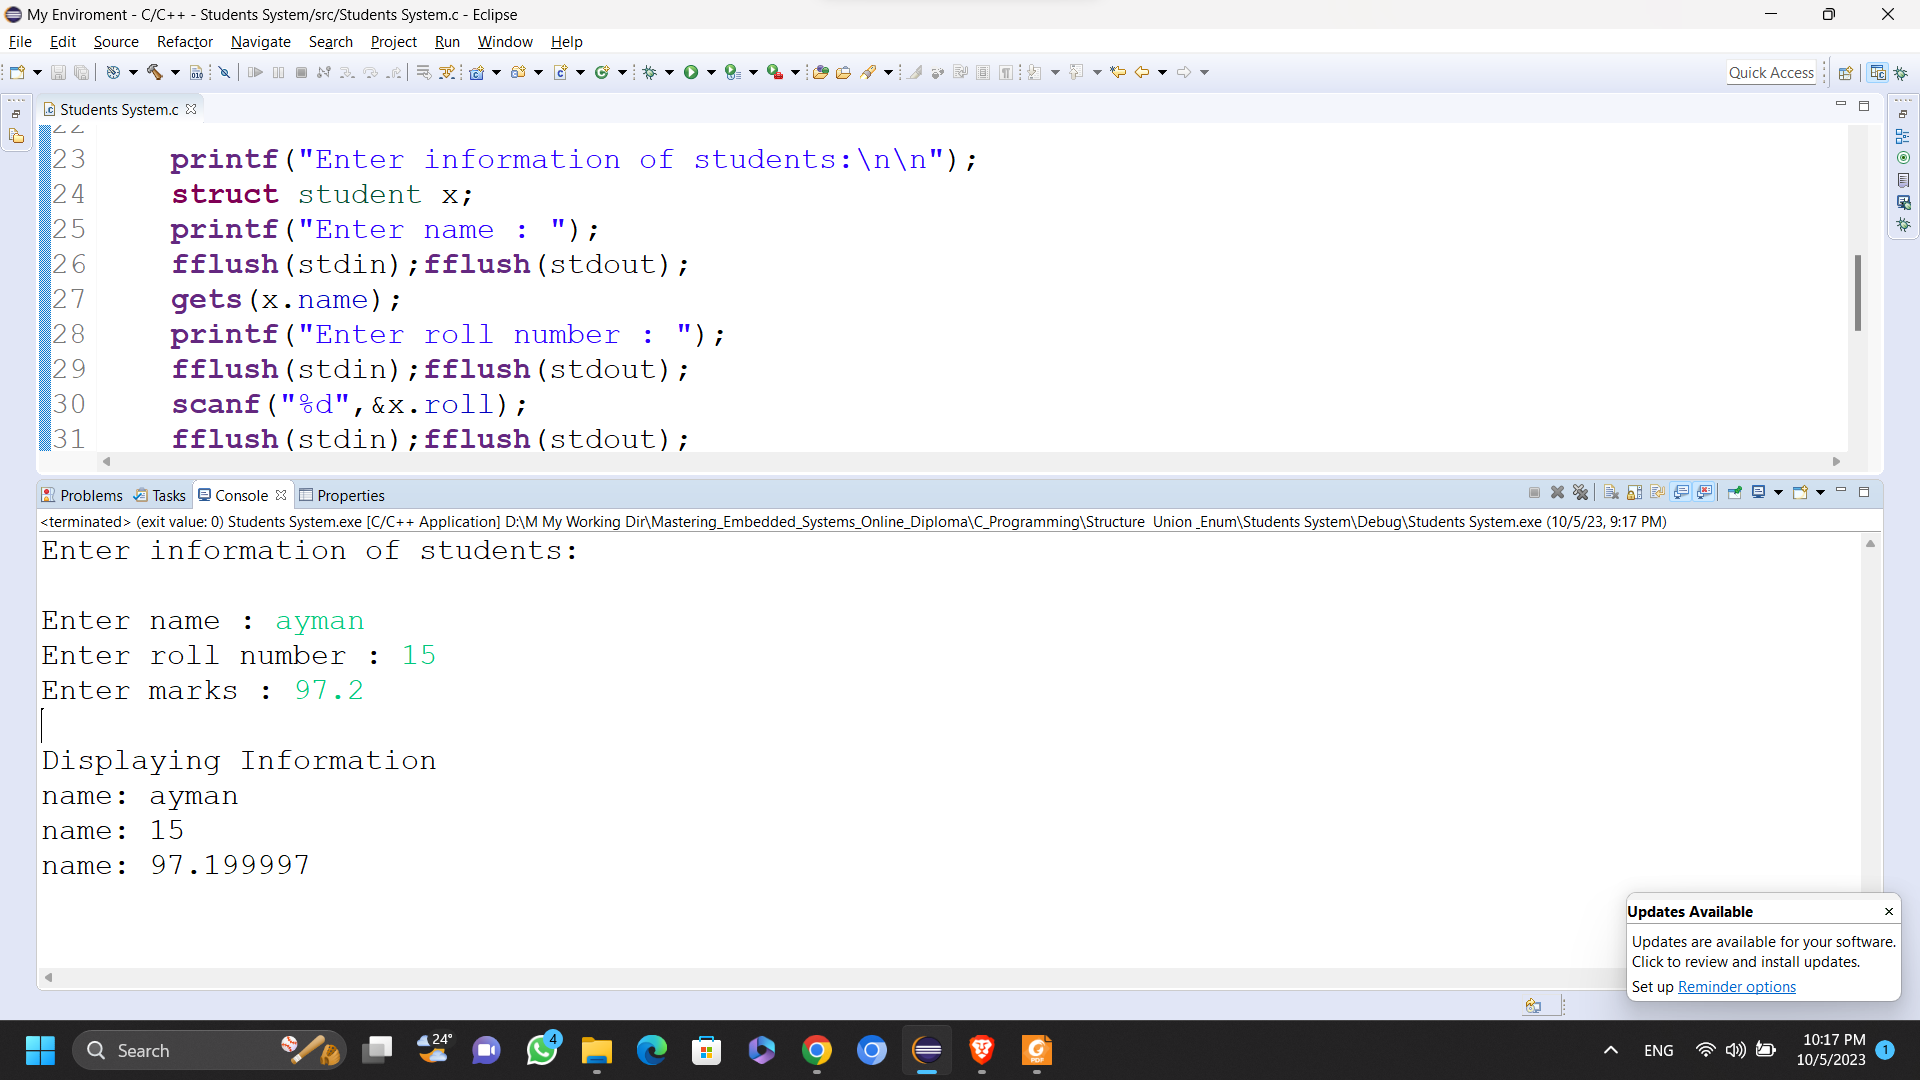 My Enviroment - C/C++ - Students System/src/Students System.c - Eclipse
File Edit Source Refactor Navigate Search Project Run Window Help
Quick Access
Students System.c
22
23 printf("Enter information of students:\n\n");
24 struct student x;
25 printf("Enter name : ");
26 fflush(stdin);fflush(stdout);
27 gets(x.name);
28 printf("Enter roll number : ");
29 fflush(stdin);fflush(stdout);
30 scanf("%d",&x.roll);
31 fflush(stdin);fflush(stdout);
Problems Tasks Console Properties
<terminated> (exit value: 0) Students System.exe [C/C++ Application] D:\M My Working Dir\Mastering_Embedded_Systems_Online_Diploma\C_Programming\Structure Union _Enum\Students System\Debug\Students System.exe (10/5/23, 9:17 PM)
Enter information of students:
Enter name : ayman
Enter roll number : 15
Enter marks : 97.2
Displaying Information
name: ayman
name: 15
name: 97.199997
Updates Available
Updates are available for your software.
Click to review and install updates.
Set up Reminder options
Search
24°
4
PDF
ENG
10:17 PM
10/5/2023
1